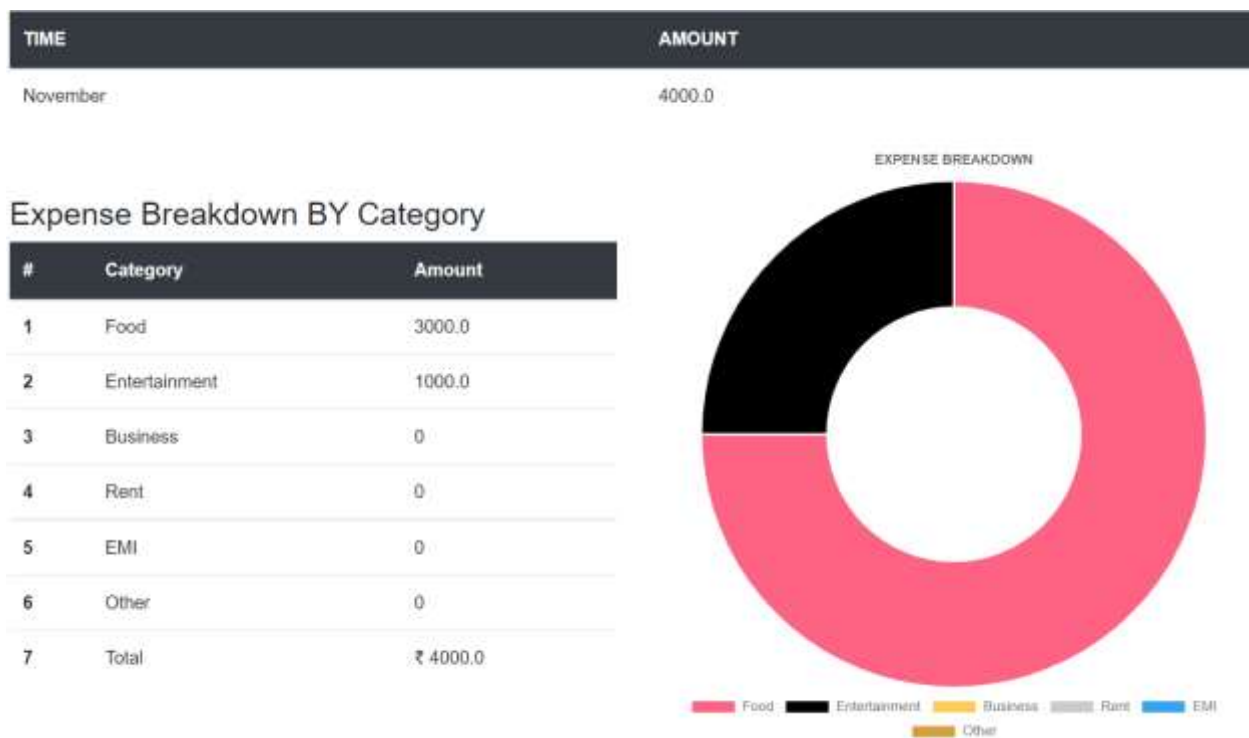 TIME AMOUNT
November 4000.0
EXPENSE BREAKDOWN
Expense Breakdown BY Category
# Category Amount
1 Food 3000.0
2 Entertainment 1000.0
3 Business 0
4 Rent 0
5 EMI 0
6 Other 0
7 Total ₹ 4000.0
Food Entertainment Business Rent EMI
Other